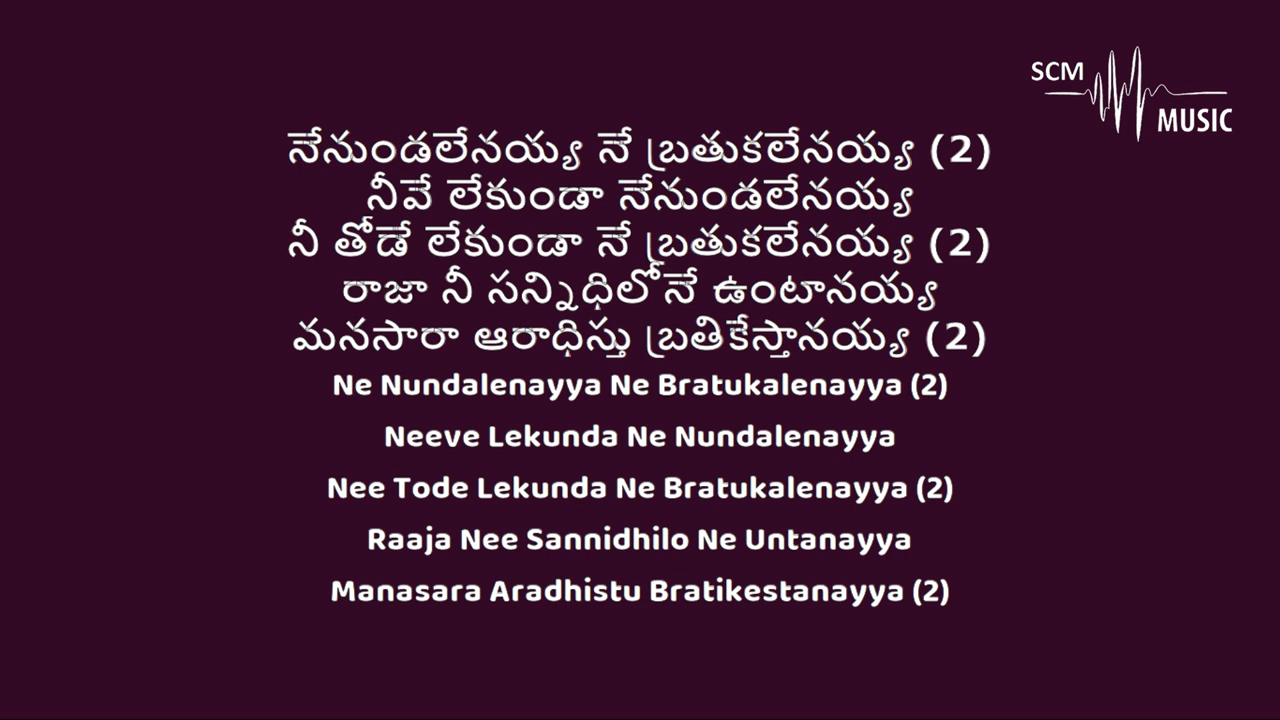 SCM
MUSIC
నేనుండలేనయ్య నే బ్రతుకలేనయ్య (2)
నీవే లేకుండా నేనుండలేనయ్య
నీ తోడే లేకుండా నే బ్రతుకలేనయ్య (2)
రాజా నీ సన్నిధిలోనే ఉంటానయ్య
మనసారా ఆరాధిస్తు బ్రతికేస్తానయ్య (2)
Ne Nundalenayya Ne Bratukalenayya (2)
Neeve Lekunda Ne Nundalenayya
Nee Tode Lekunda Ne Bratukalenayya (2)
Raaja Nee Sannidhilo Ne Untanayya
Manasara Aradhistu Bratikestanayya (2)